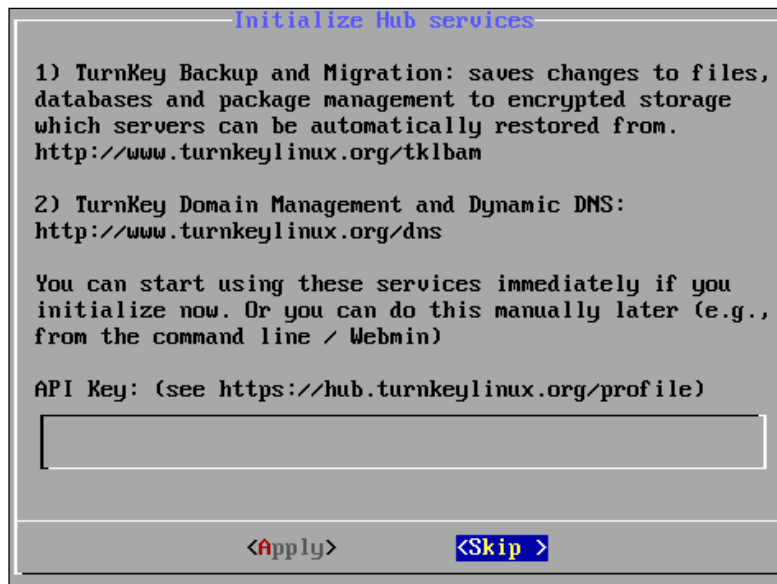 Initialize Hub services
1) TurnKey Backup and Migration: saves changes to files,
databases and package management to encrypted storage
which servers can be automatically restored from.
http://www.turnkeylinux.org/tklbam
2) TurnKey Domain Management and Dynamic DNS:
http://www.turnkeylinux.org/dns
You can start using these services immediately if you
initialize now. Or you can do this manually later (e.g.,
from the command line / Webmin)
API Key: (see https://hub.turnkeylinux.org/profile)
<Apply> <Skip >